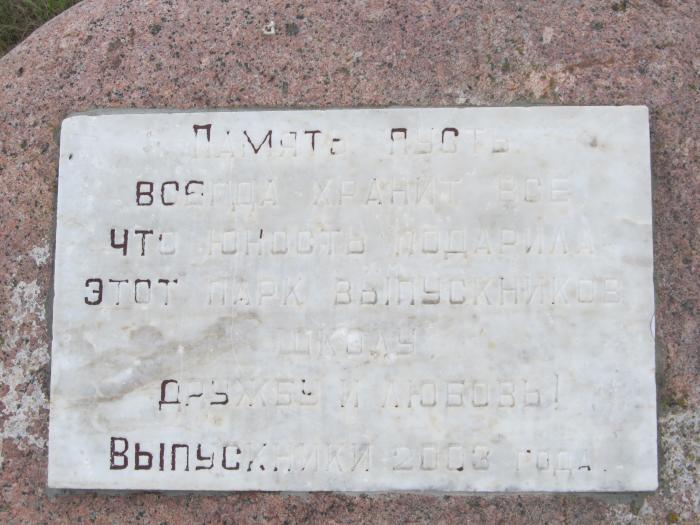 Память пусть
всегда хранит все
что юность подарила
этот парк выпускников
школу,
дружбу и любовь!
Выпускники 2003 года.